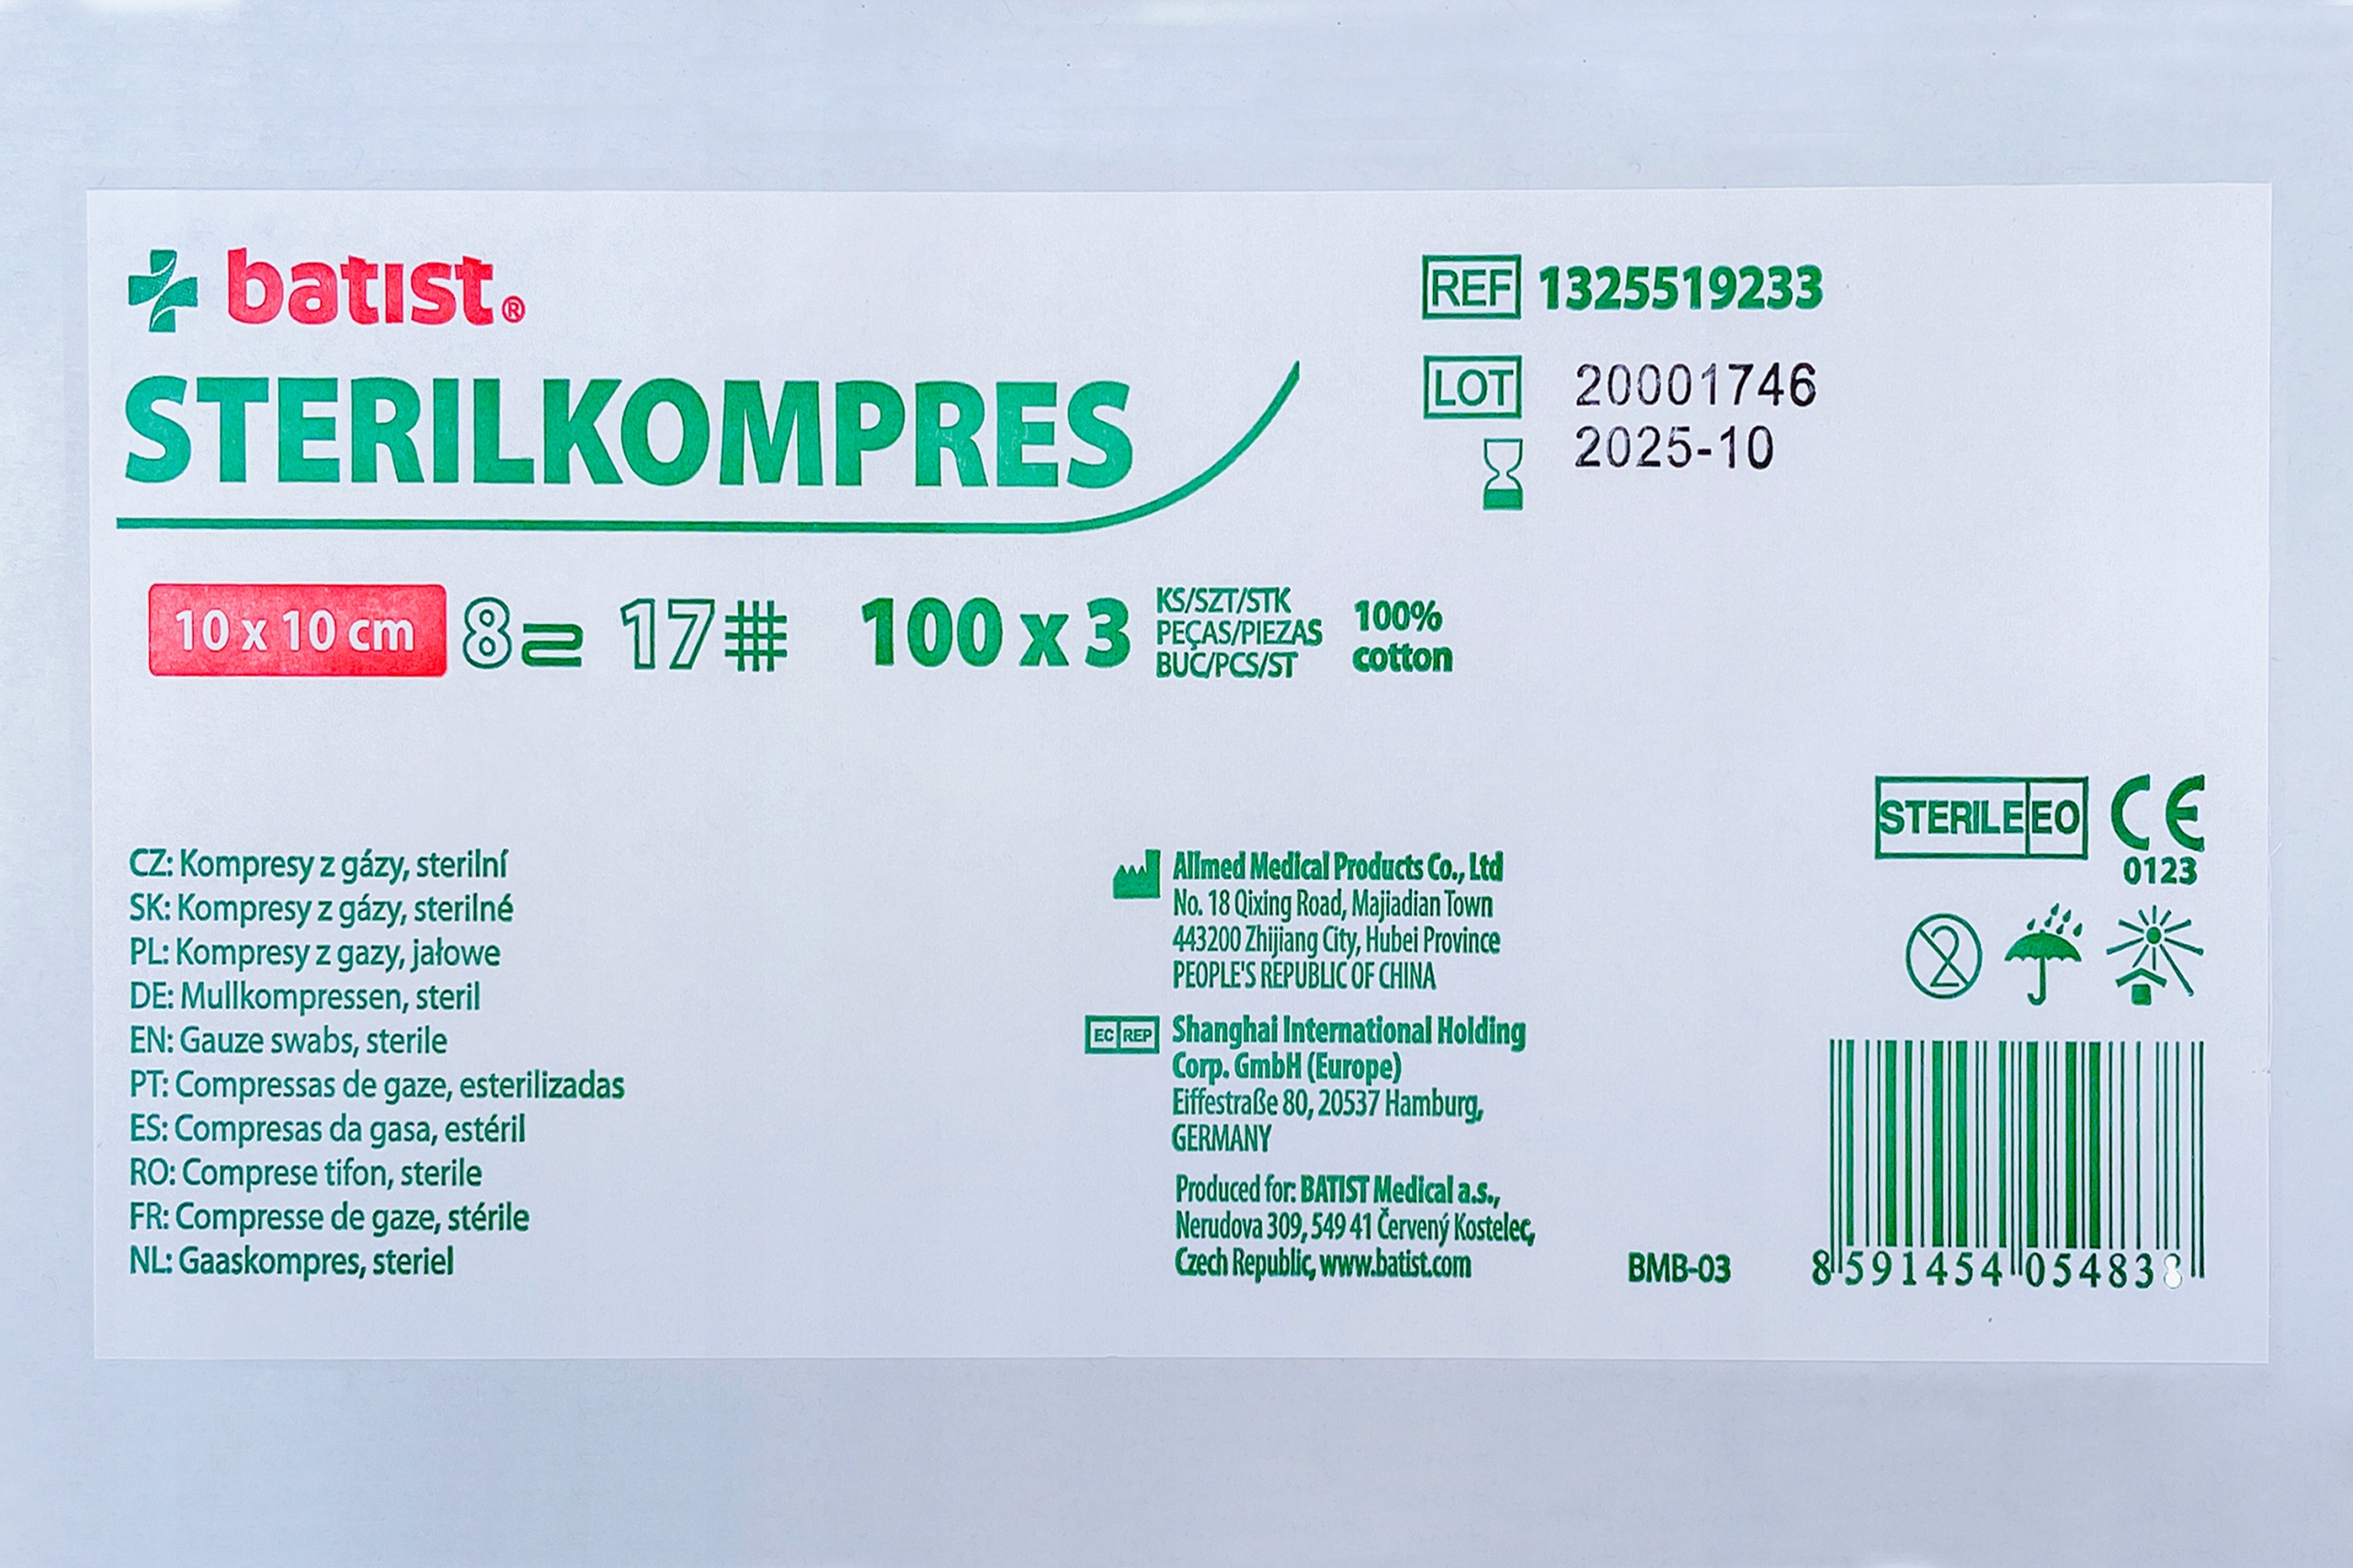 batist®
STERILKOMPRES
REF 1325519233
LOT 20001746
2025-10
10 x 10 cm 8 17 100 x 3
KS/SZT/STK
PEÇAS/PIEZAS
BUC/PCS/ST
100%
cotton
CZ: Kompresy z gázy, sterilní
SK: Kompresy z gázy, sterilné
PL: Kompresy z gazy, jałowe
DE: Mullkompressen, steril
EN: Gauze swabs, sterile
PT: Compressas de gaze, esterilizadas
ES: Compresas da gasa, estéril
RO: Comprese tifon, sterile
FR: Compresse de gaze, stérile
NL: Gaaskompres, steriel
Allmed Medical Products Co., Ltd
No. 18 Qixing Road, Majiadian Town
443200 Zhijiang City, Hubei Province
PEOPLE'S REPUBLIC OF CHINA
EC REP Shanghai International Holding
Corp. GmbH (Europe)
Eiffestraße 80, 20537 Hamburg,
GERMANY
Produced for: BATIST Medical a.s.,
Nerudova 309, 549 41 Červený Kostelec,
Czech Republic, www.batist.com
STERILE EO CE
0123
2
BMB-03
8 591454 054838